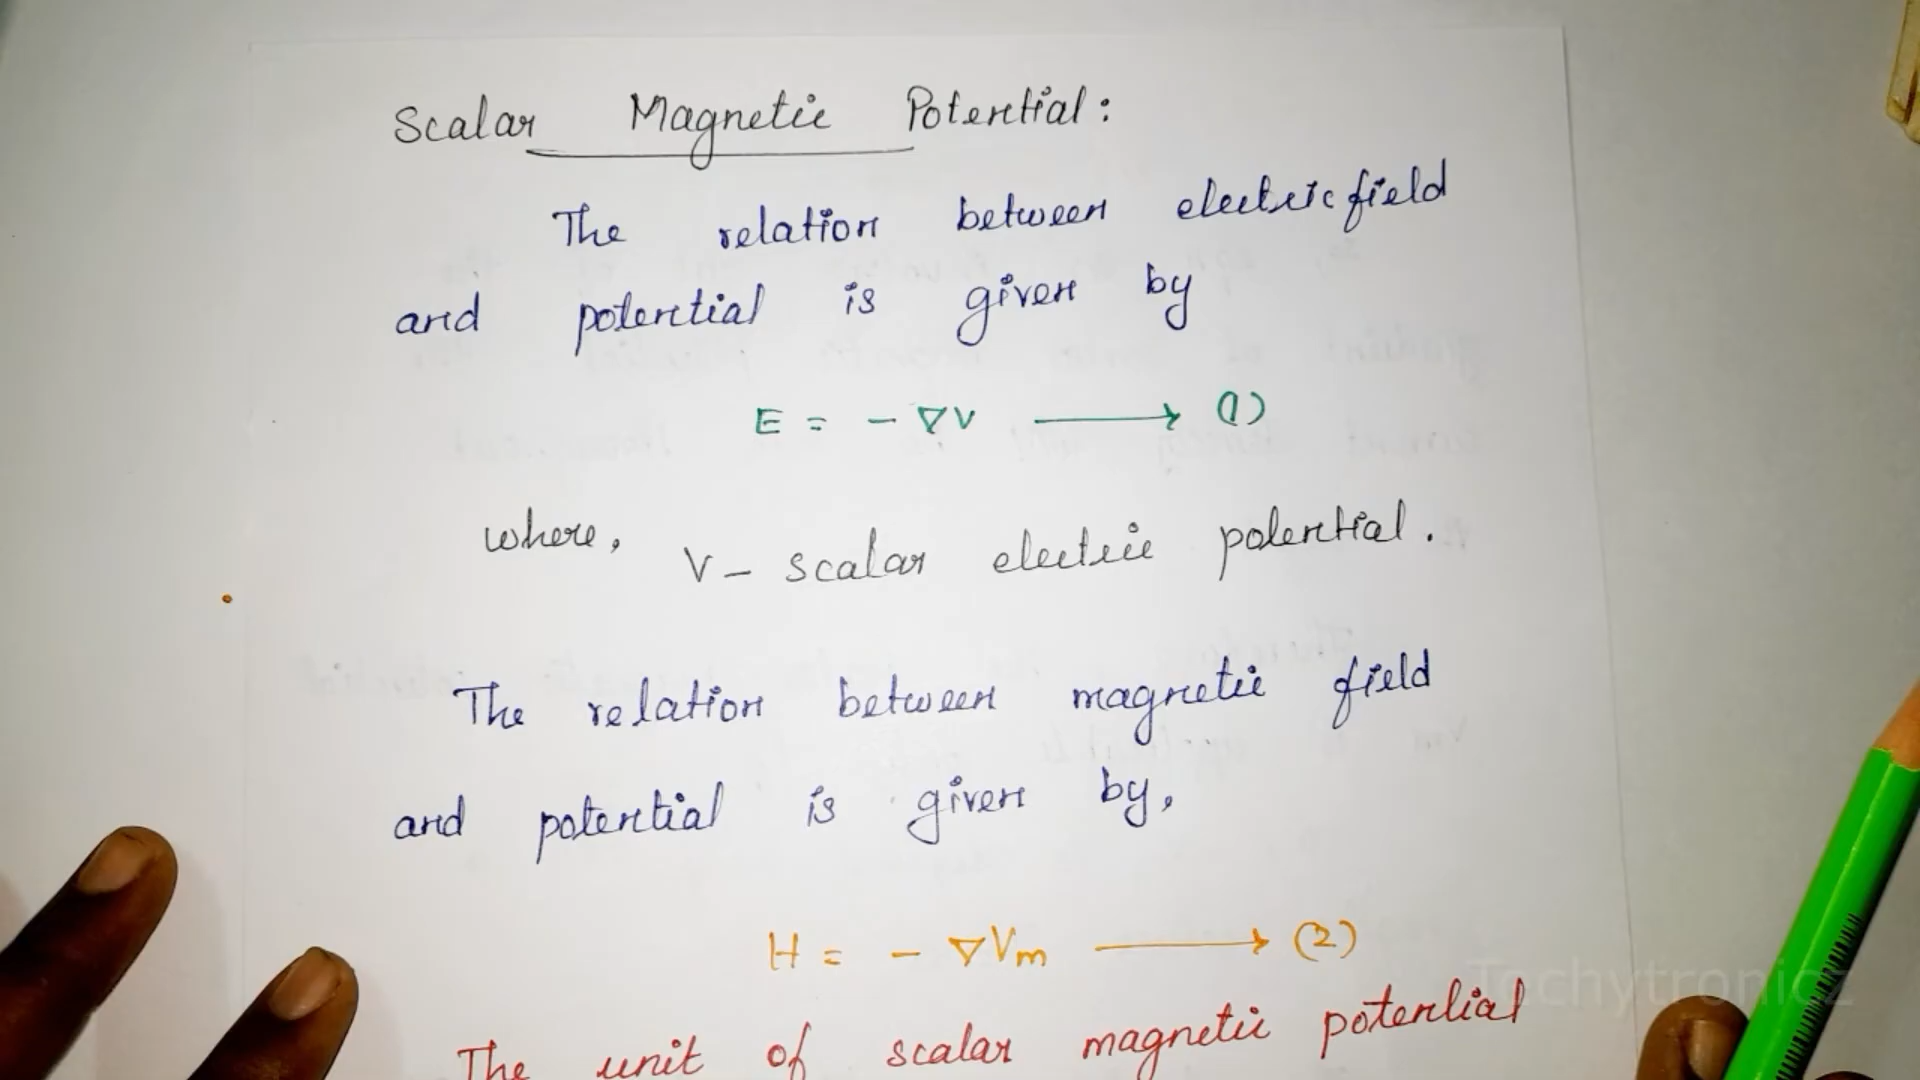 Scalar Magnetic Potential:
The relation between electric field
and potential is given by
E = - ∇V ⟶ (1)
where, V - scalar electric potential.
The relation between magnetic field
and potential is given by,
H = - ∇Vm ⟶ (2)
Techytronicz
The unit of scalar magnetic potential